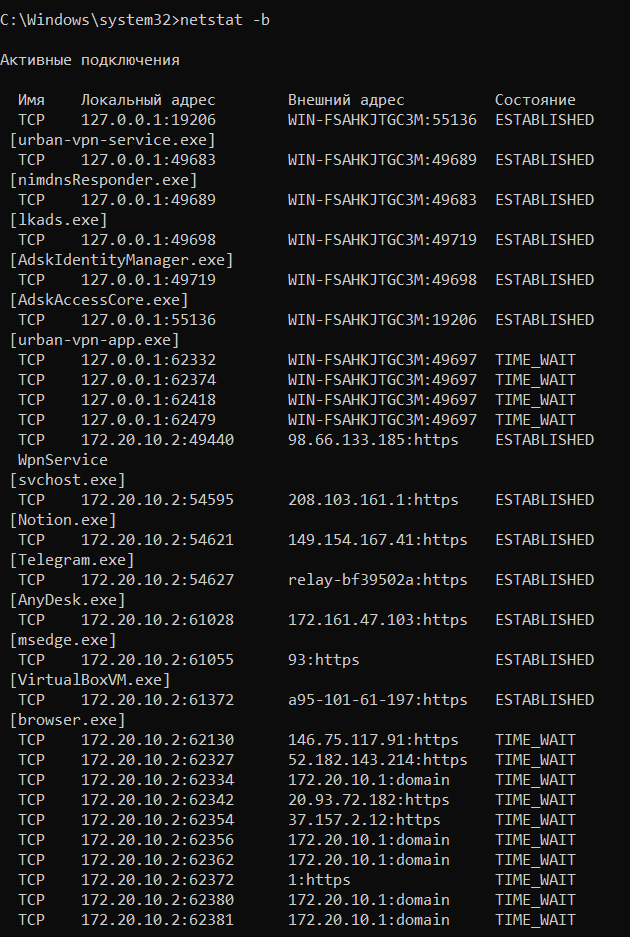 C:\Windows\system32>netstat -b
Активные подключения
Имя Локальный адрес Внешний адрес Состояние
TCP 127.0.0.1:19206 WIN-FSAHKJTGC3M:55136 ESTABLISHED
[urban-vpn-service.exe]
TCP 127.0.0.1:49683 WIN-FSAHKJTGC3M:49689 ESTABLISHED
[nimdnsResponder.exe]
TCP 127.0.0.1:49689 WIN-FSAHKJTGC3M:49683 ESTABLISHED
[lkads.exe]
TCP 127.0.0.1:49698 WIN-FSAHKJTGC3M:49719 ESTABLISHED
[AdskIdentityManager.exe]
TCP 127.0.0.1:49719 WIN-FSAHKJTGC3M:49698 ESTABLISHED
[AdskAccessCore.exe]
TCP 127.0.0.1:55136 WIN-FSAHKJTGC3M:19206 ESTABLISHED
[urban-vpn-app.exe]
TCP 127.0.0.1:62332 WIN-FSAHKJTGC3M:49697 TIME_WAIT
TCP 127.0.0.1:62374 WIN-FSAHKJTGC3M:49697 TIME_WAIT
TCP 127.0.0.1:62418 WIN-FSAHKJTGC3M:49697 TIME_WAIT
TCP 127.0.0.1:62479 WIN-FSAHKJTGC3M:49697 TIME_WAIT
TCP 172.20.10.2:49440 98.66.133.185:https ESTABLISHED
WpnService
[svchost.exe]
TCP 172.20.10.2:54595 208.103.161.1:https ESTABLISHED
[Notion.exe]
TCP 172.20.10.2:54621 149.154.167.41:https ESTABLISHED
[Telegram.exe]
TCP 172.20.10.2:54627 relay-bf39502a:https ESTABLISHED
[AnyDesk.exe]
TCP 172.20.10.2:61028 172.161.47.103:https ESTABLISHED
[msedge.exe]
TCP 172.20.10.2:61055 93:https ESTABLISHED
[VirtualBoxVM.exe]
TCP 172.20.10.2:61372 a95-101-61-197:https ESTABLISHED
[browser.exe]
TCP 172.20.10.2:62130 146.75.117.91:https TIME_WAIT
TCP 172.20.10.2:62327 52.182.143.214:https TIME_WAIT
TCP 172.20.10.2:62334 172.20.10.1:domain TIME_WAIT
TCP 172.20.10.2:62342 20.93.72.182:https TIME_WAIT
TCP 172.20.10.2:62354 37.157.2.12:https TIME_WAIT
TCP 172.20.10.2:62356 172.20.10.1:domain TIME_WAIT
TCP 172.20.10.2:62362 172.20.10.1:domain TIME_WAIT
TCP 172.20.10.2:62372 1:https TIME_WAIT
TCP 172.20.10.2:62380 172.20.10.1:domain TIME_WAIT
TCP 172.20.10.2:62381 172.20.10.1:domain TIME_WAIT